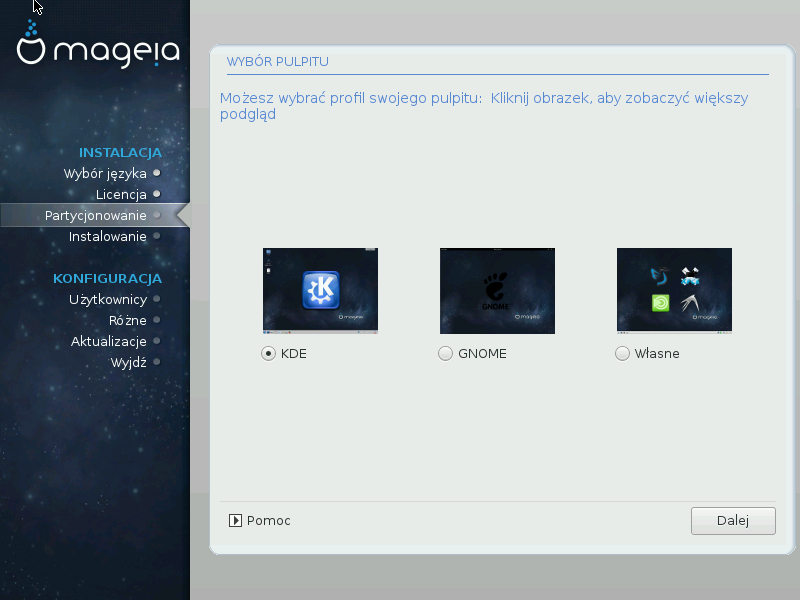 mageia
INSTALACJA
Wybór języka
Licencja
Partycjonowanie
Instalowanie
KONFIGURACJA
Użytkownicy
Różne
Aktualizacje
Wyjdź
WYBÓR PULPITU
Możesz wybrać profil swojego pulpitu: Kliknij obrazek, aby zobaczyć większy
podgląd
K
mageia
GNOME
mageia
mageia
KDE
GNOME
Własne
Pomoc
Dalej